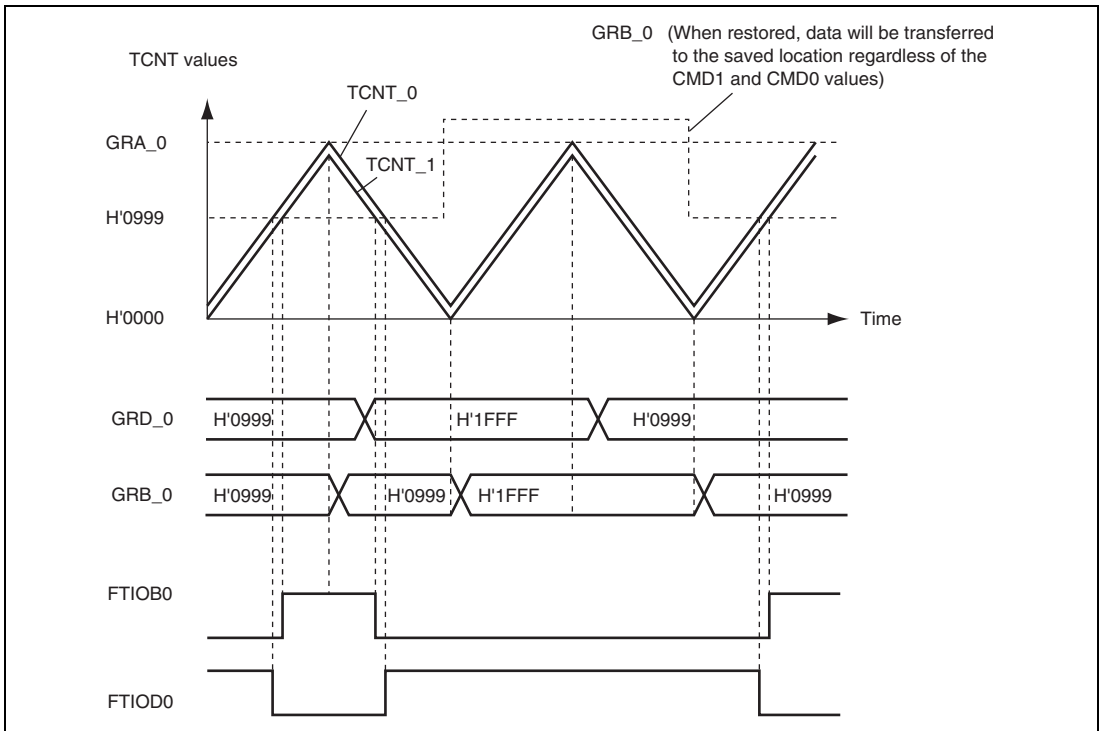 GRB_0 (When restored, data will be transferred
to the saved location regardless of the
CMD1 and CMD0 values)
TCNT values
TCNT_0
GRA_0
TCNT_1
H'0999
H'0000
Time
GRD_0 H'0999 H'1FFF H'0999
GRB_0 H'0999 H'0999 H'1FFF H'0999
FTIOB0
FTIOD0